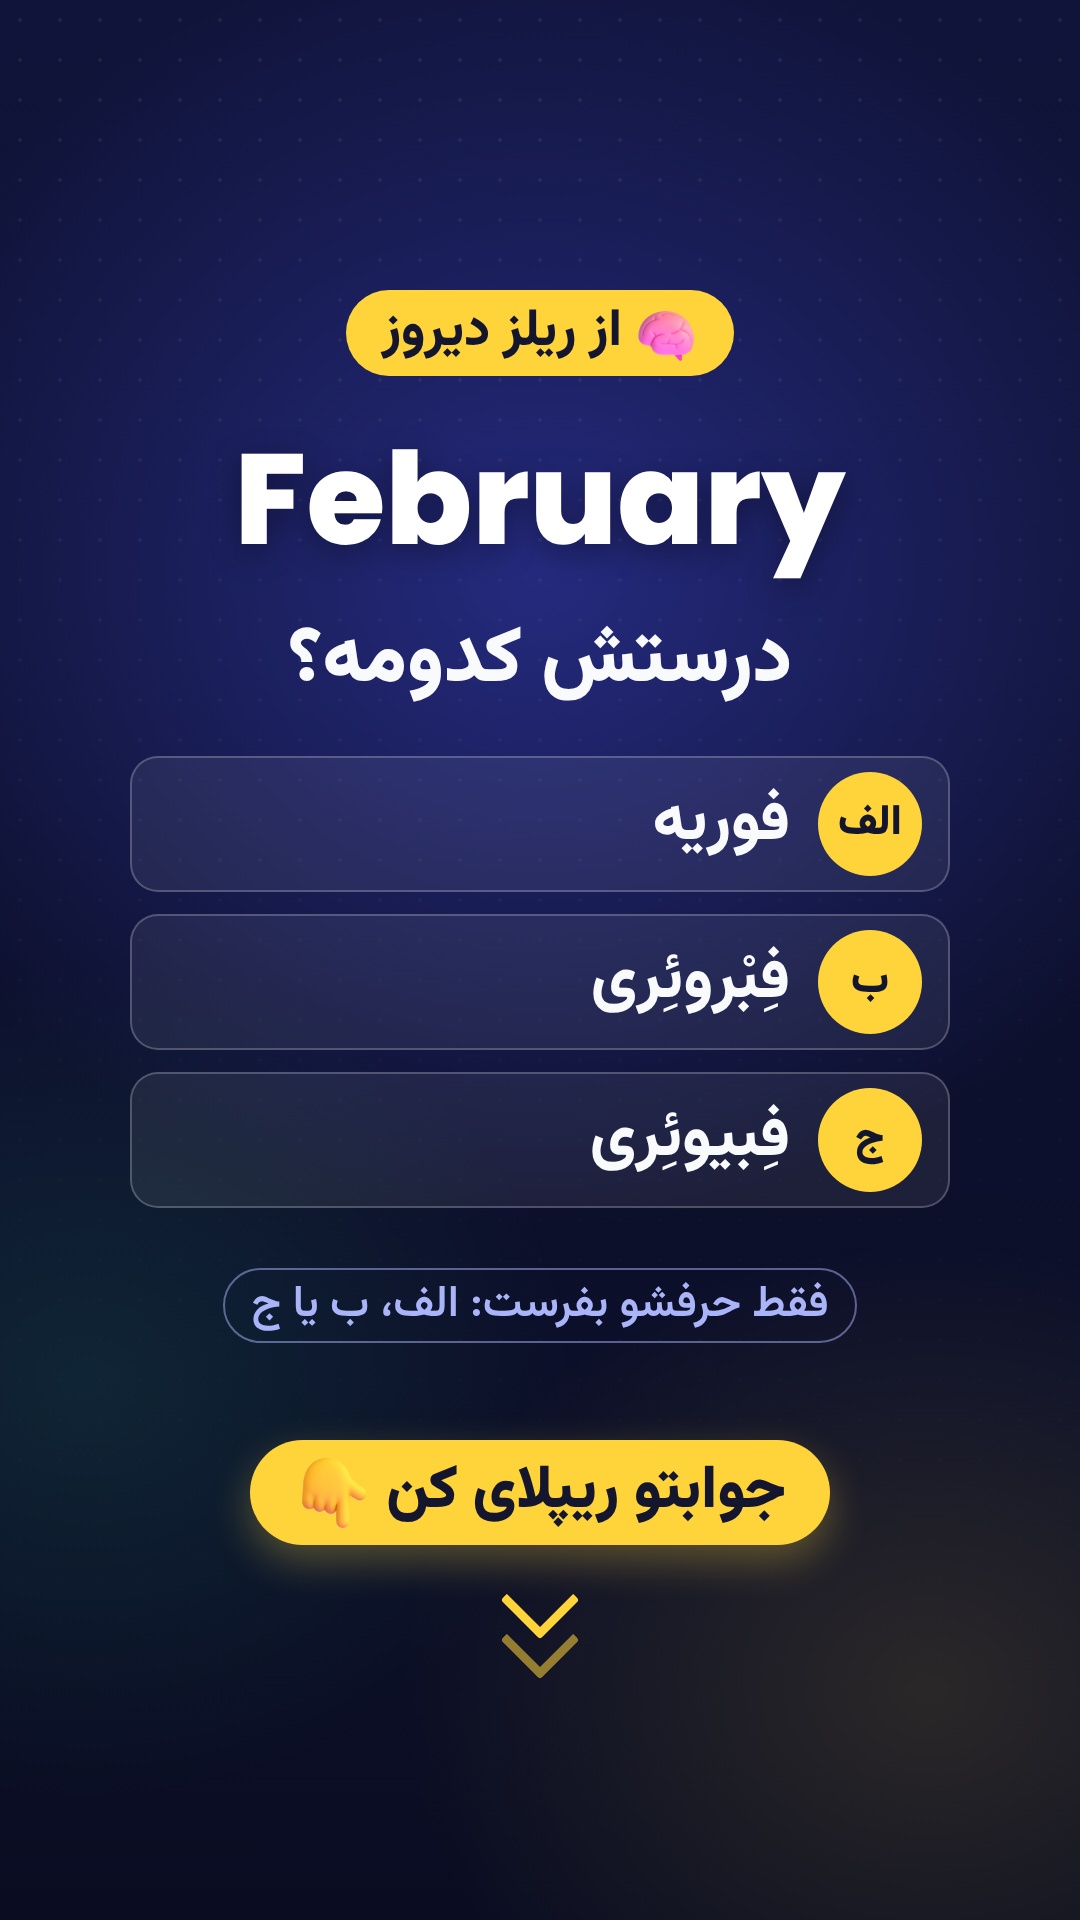 🧠 از ریلز دیروز
February
درستش کدومه؟
الف فوریه
ب فِبْروئِری
ج فِبیوئِری
فقط حرفشو بفرست: الف، ب یا ج
جوابتو ریپلای کن 👇